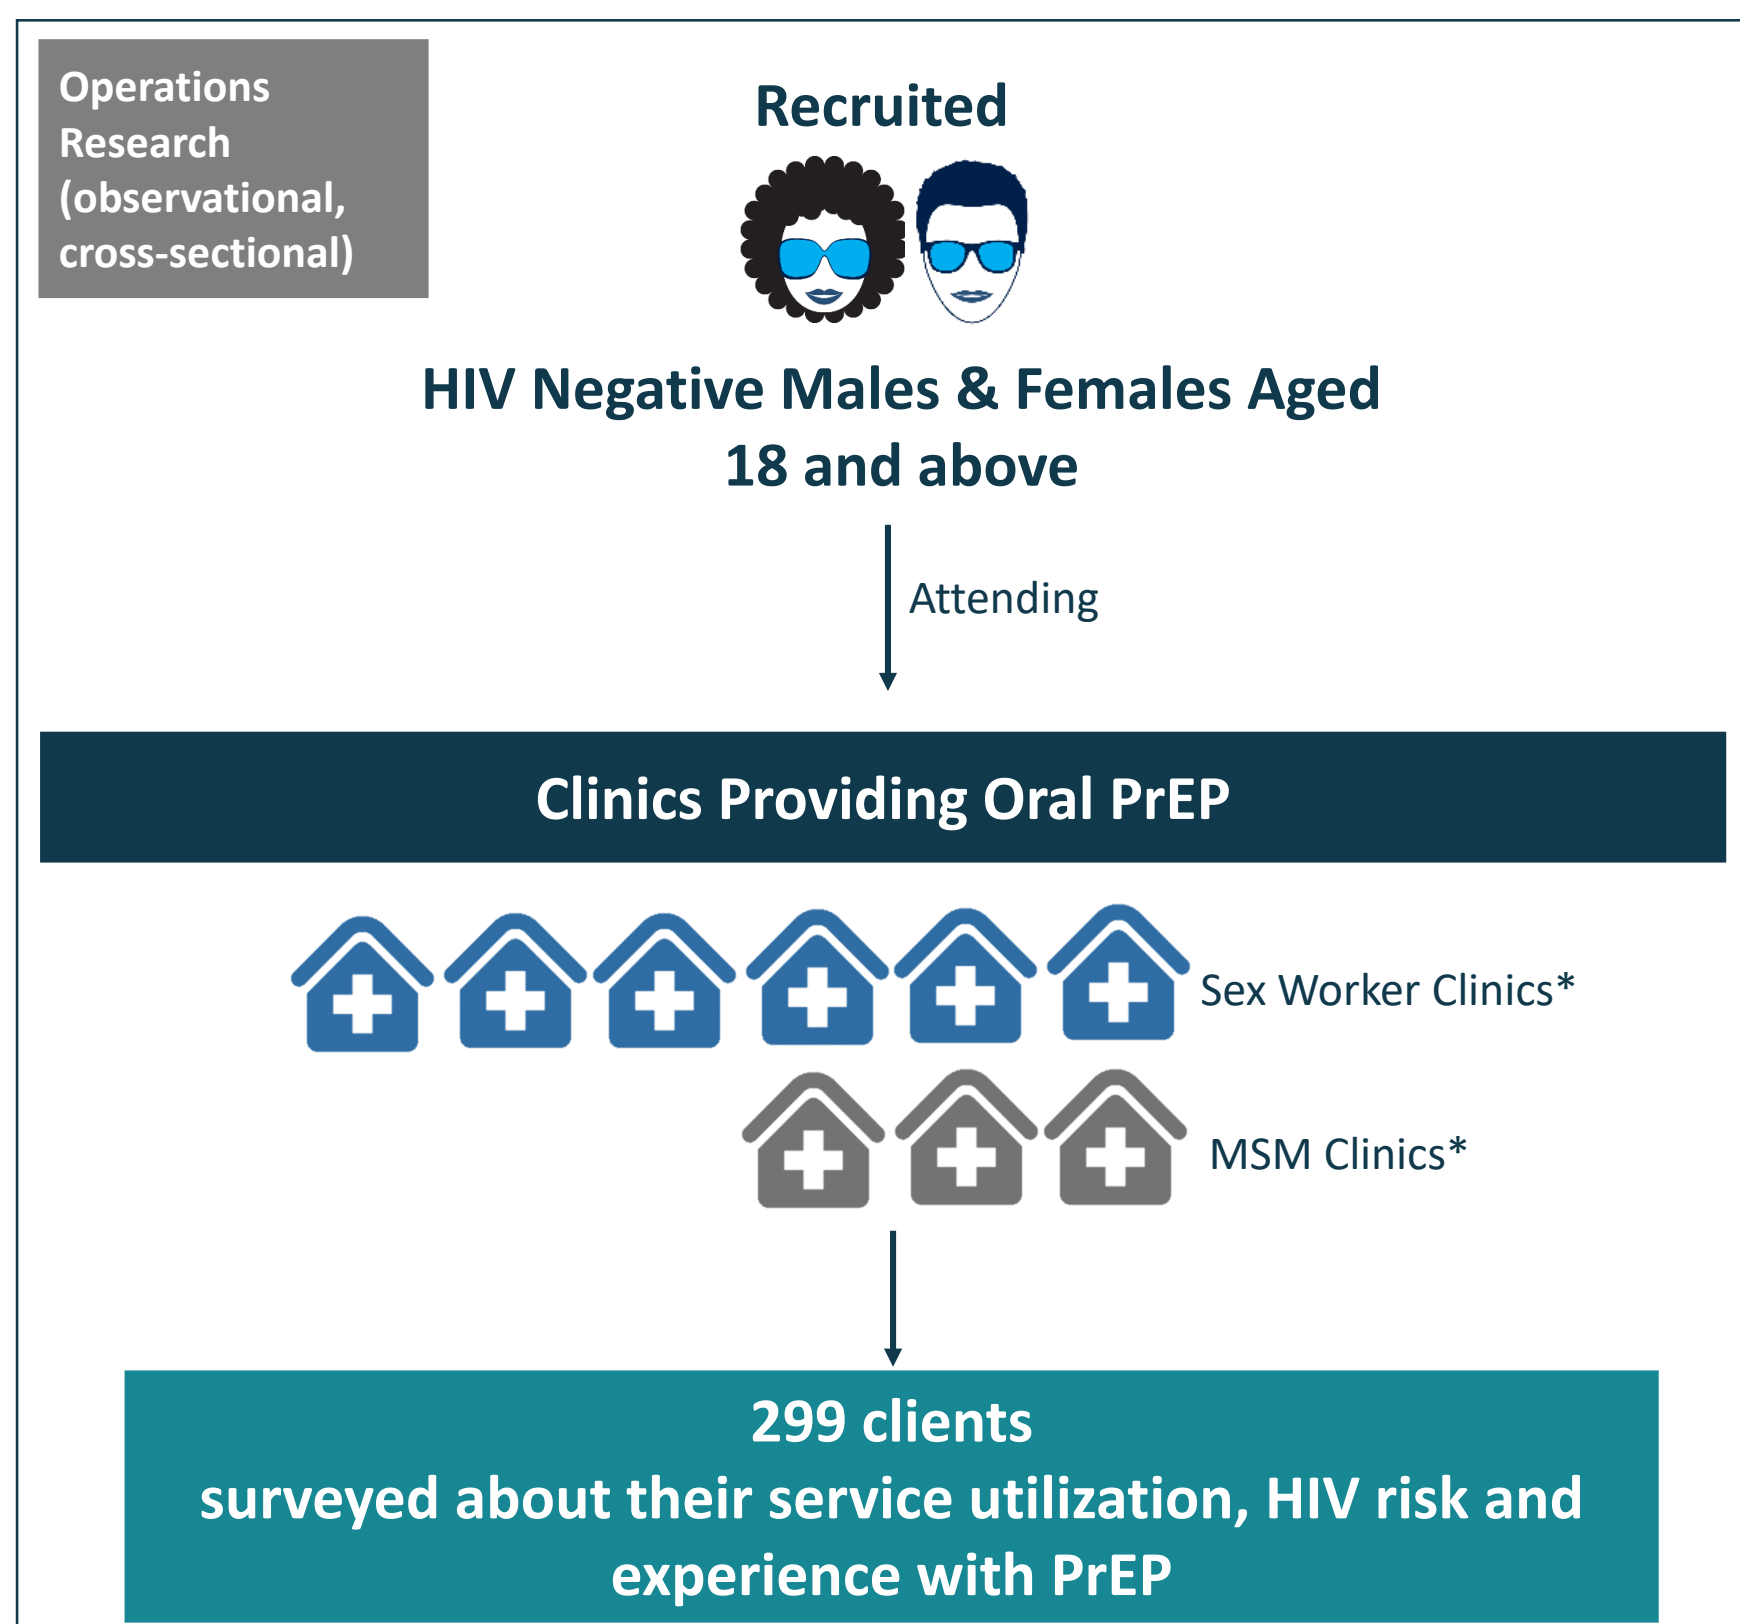 Operations
Research
(observational,
cross-sectional)
Recruited
HIV Negative Males & Females Aged
18 and above
Attending
Clinics Providing Oral PrEP
Sex Worker Clinics*
MSM Clinics*
299 clients
surveyed about their service utilization, HIV risk and
experience with PrEP